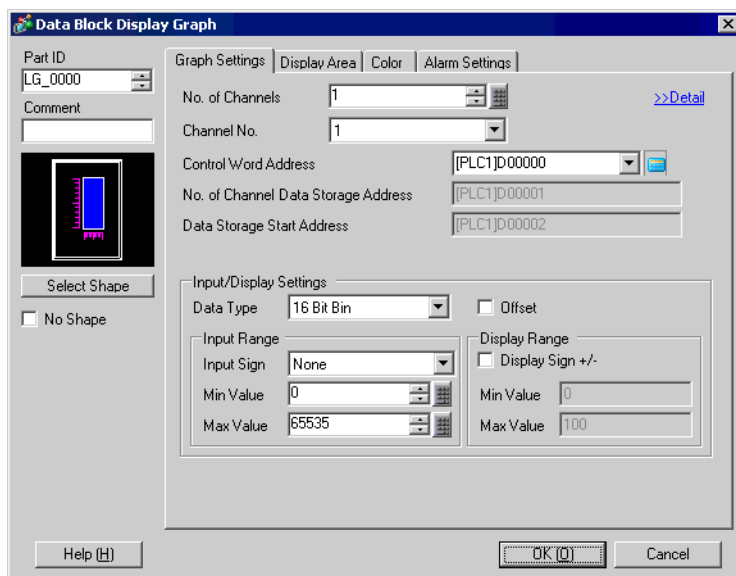 Data Block Display Graph
Part ID
LG_0000
Comment
Select Shape
No Shape
Graph Settings Display Area Color Alarm Settings
No. of Channels 1 >>Detail
Channel No. 1
Control Word Address [PLC1]D00000
No. of Channel Data Storage Address [PLC1]D00001
Data Storage Start Address [PLC1]D00002
Input/Display Settings
Data Type 16 Bit Bin Offset
Input Range Display Range
Input Sign None Display Sign +/-
Min Value 0 Min Value 0
Max Value 65535 Max Value 100
Help (H) OK (O) Cancel